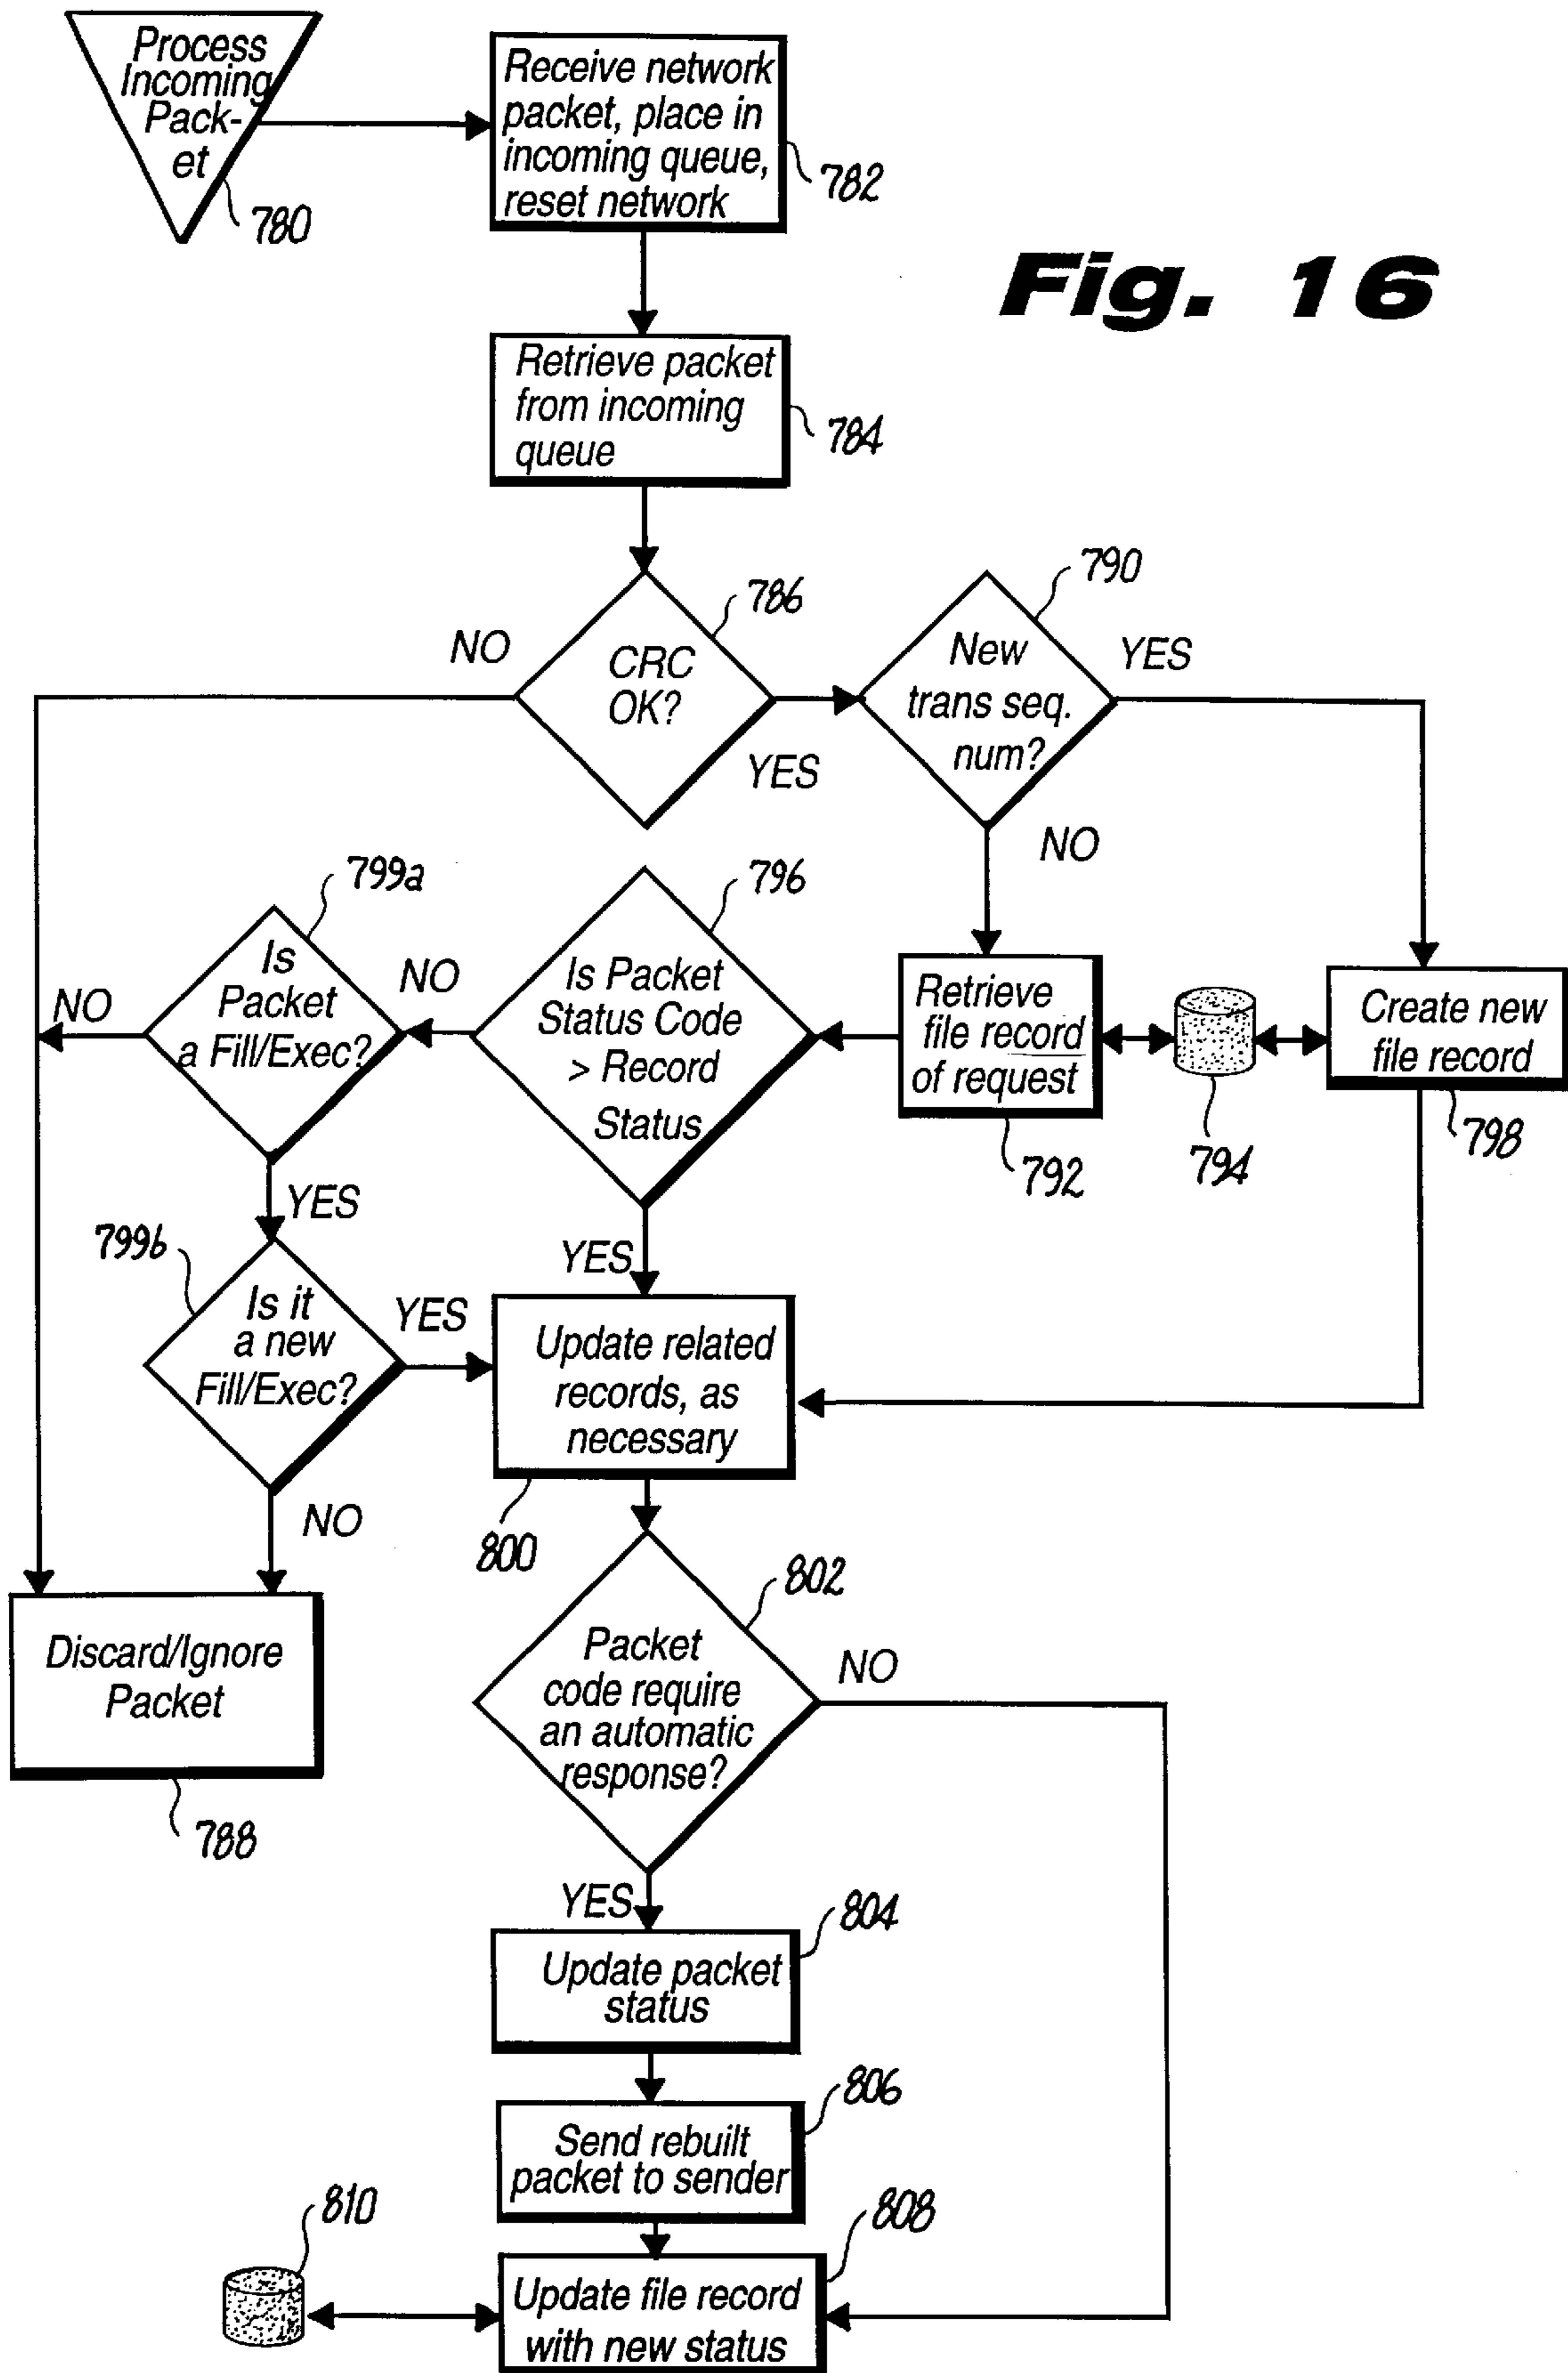 Process
Incoming
Pack-
et
780
Receive network
packet, place in
incoming queue,
reset network
782
Fig. 16
Retrieve packet
from incoming
queue
784
786
NO
CRC
OK?
YES
790
New
trans seq.
num?
YES
NO
799a
Is
Packet
a Fill/Exec?
NO
YES
796
Is Packet
Status Code
> Record
Status
NO
YES
Retrieve
file record
of request
792
794
Create new
file record
798
799b
Is it
a new
Fill/Exec?
YES
NO
Update related
records, as
necessary
800
Discard/Ignore
Packet
788
802
Packet
code require
an automatic
response?
NO
YES
804
Update packet
status
806
Send rebuilt
packet to sender
810
808
Update file record
with new status